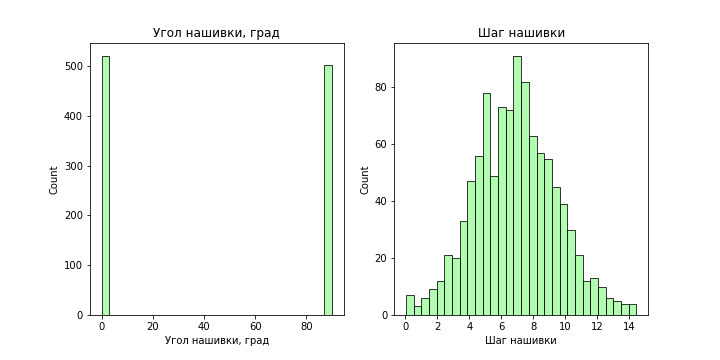 Угол нашивки, град
Count
500
400
300
200
100
0
0 20 40 60 80
Угол нашивки, град
Шаг нашивки
Count
80
60
40
20
0
0 2 4 6 8 10 12 14
Шаг нашивки